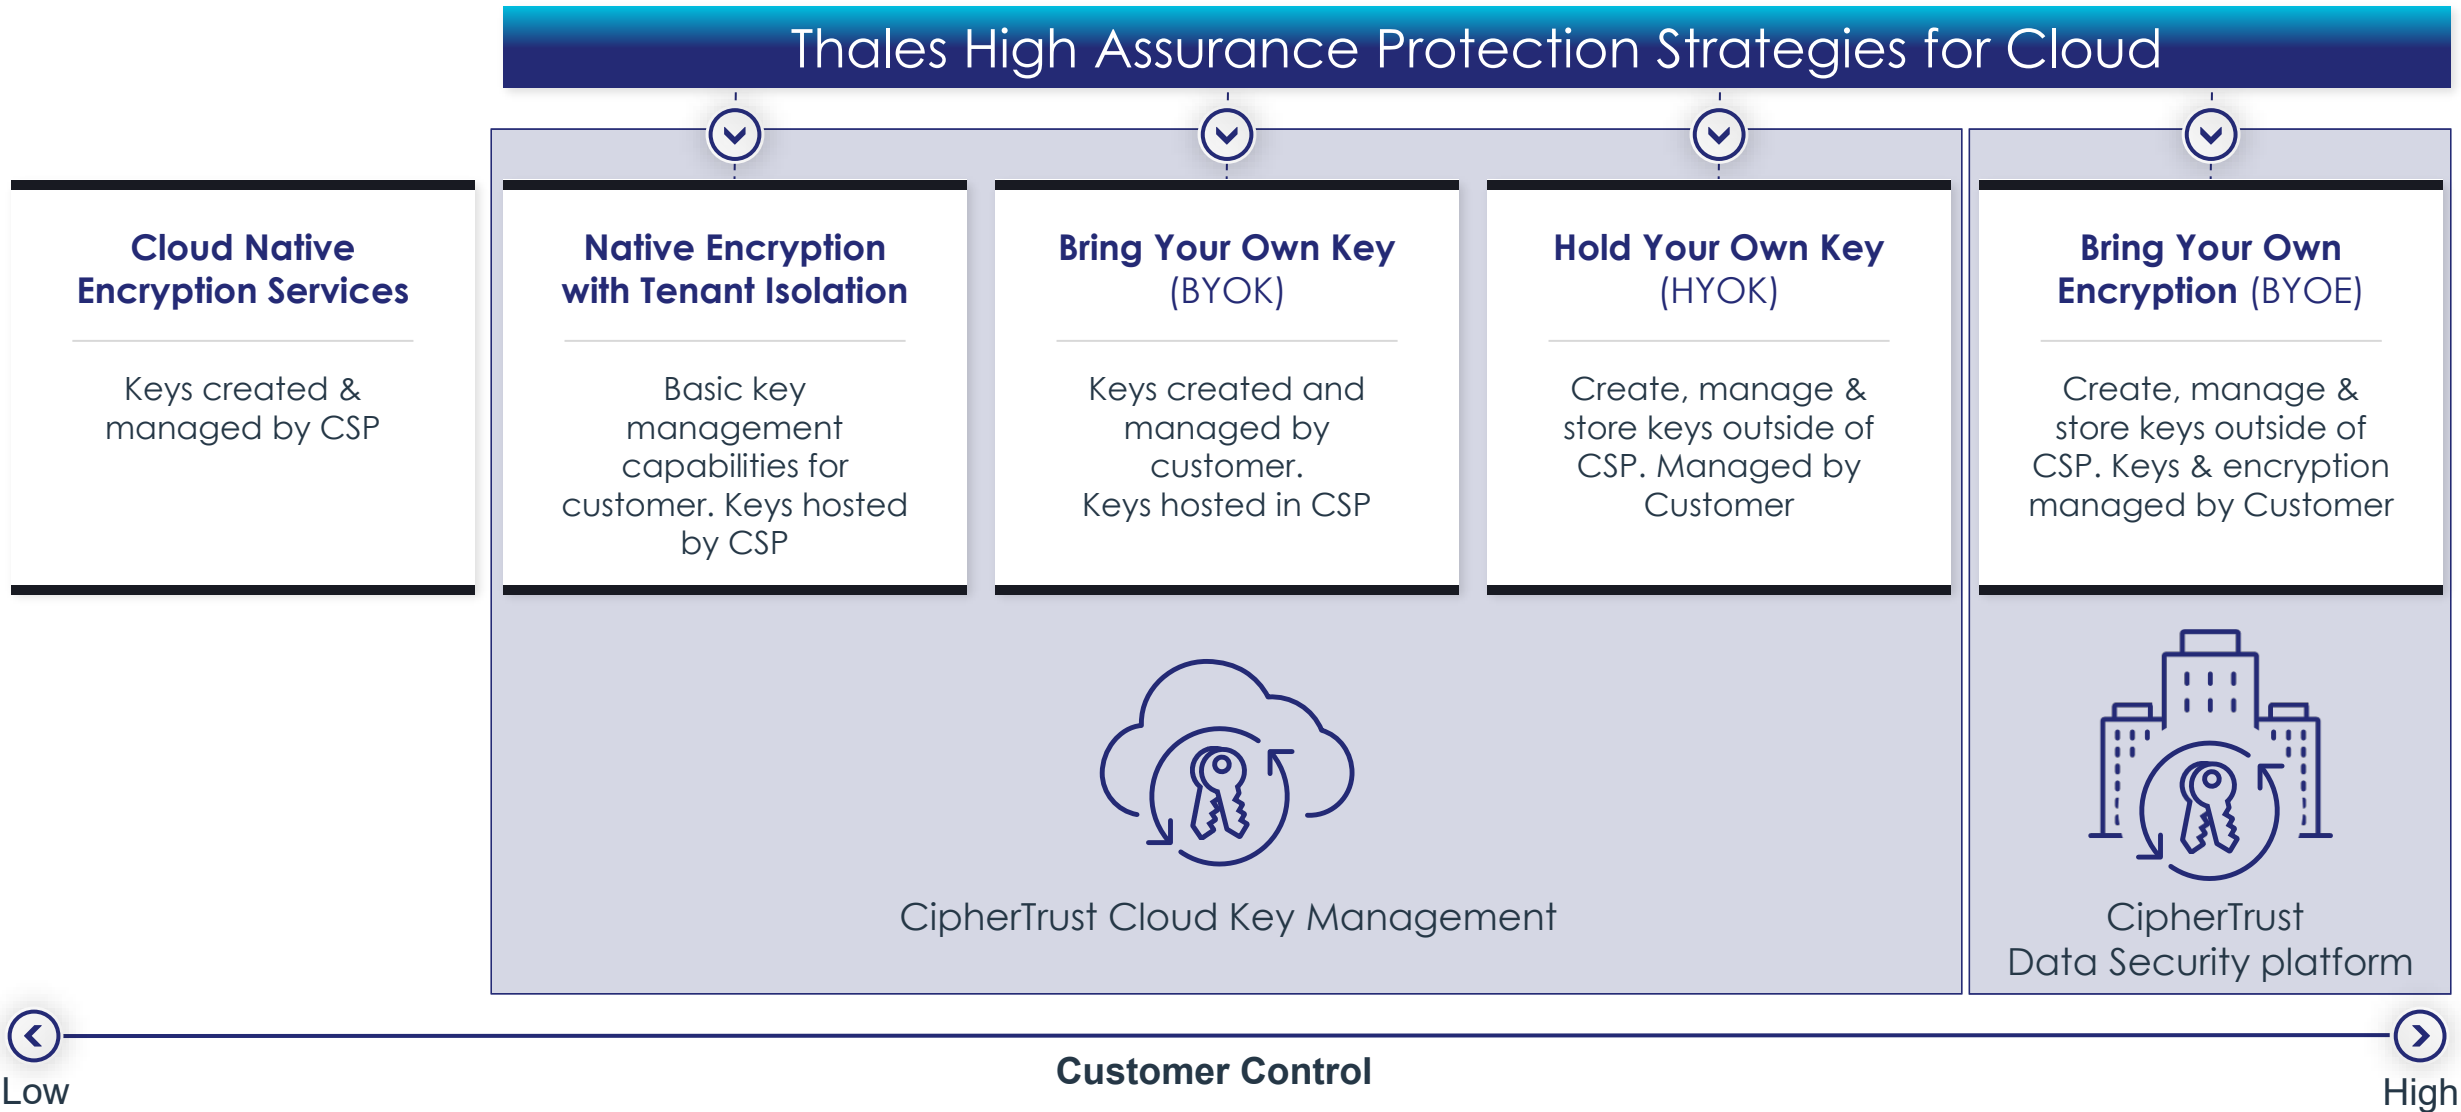 Thales High Assurance Protection Strategies for Cloud
Cloud Native
Encryption Services
Keys created &
managed by CSP
Native Encryption
with Tenant Isolation
Basic key
management
capabilities for
customer. Keys hosted
by CSP
Bring Your Own Key
(BYOK)
Keys created and
managed by
customer.
Keys hosted in CSP
Hold Your Own Key
(HYOK)
Create, manage &
store keys outside of
CSP. Managed by
Customer
Bring Your Own
Encryption (BYOE)
Create, manage &
store keys outside of
CSP. Keys & encryption
managed by Customer
CipherTrust Cloud Key Management
CipherTrust
Data Security platform
Customer Control
Low
High